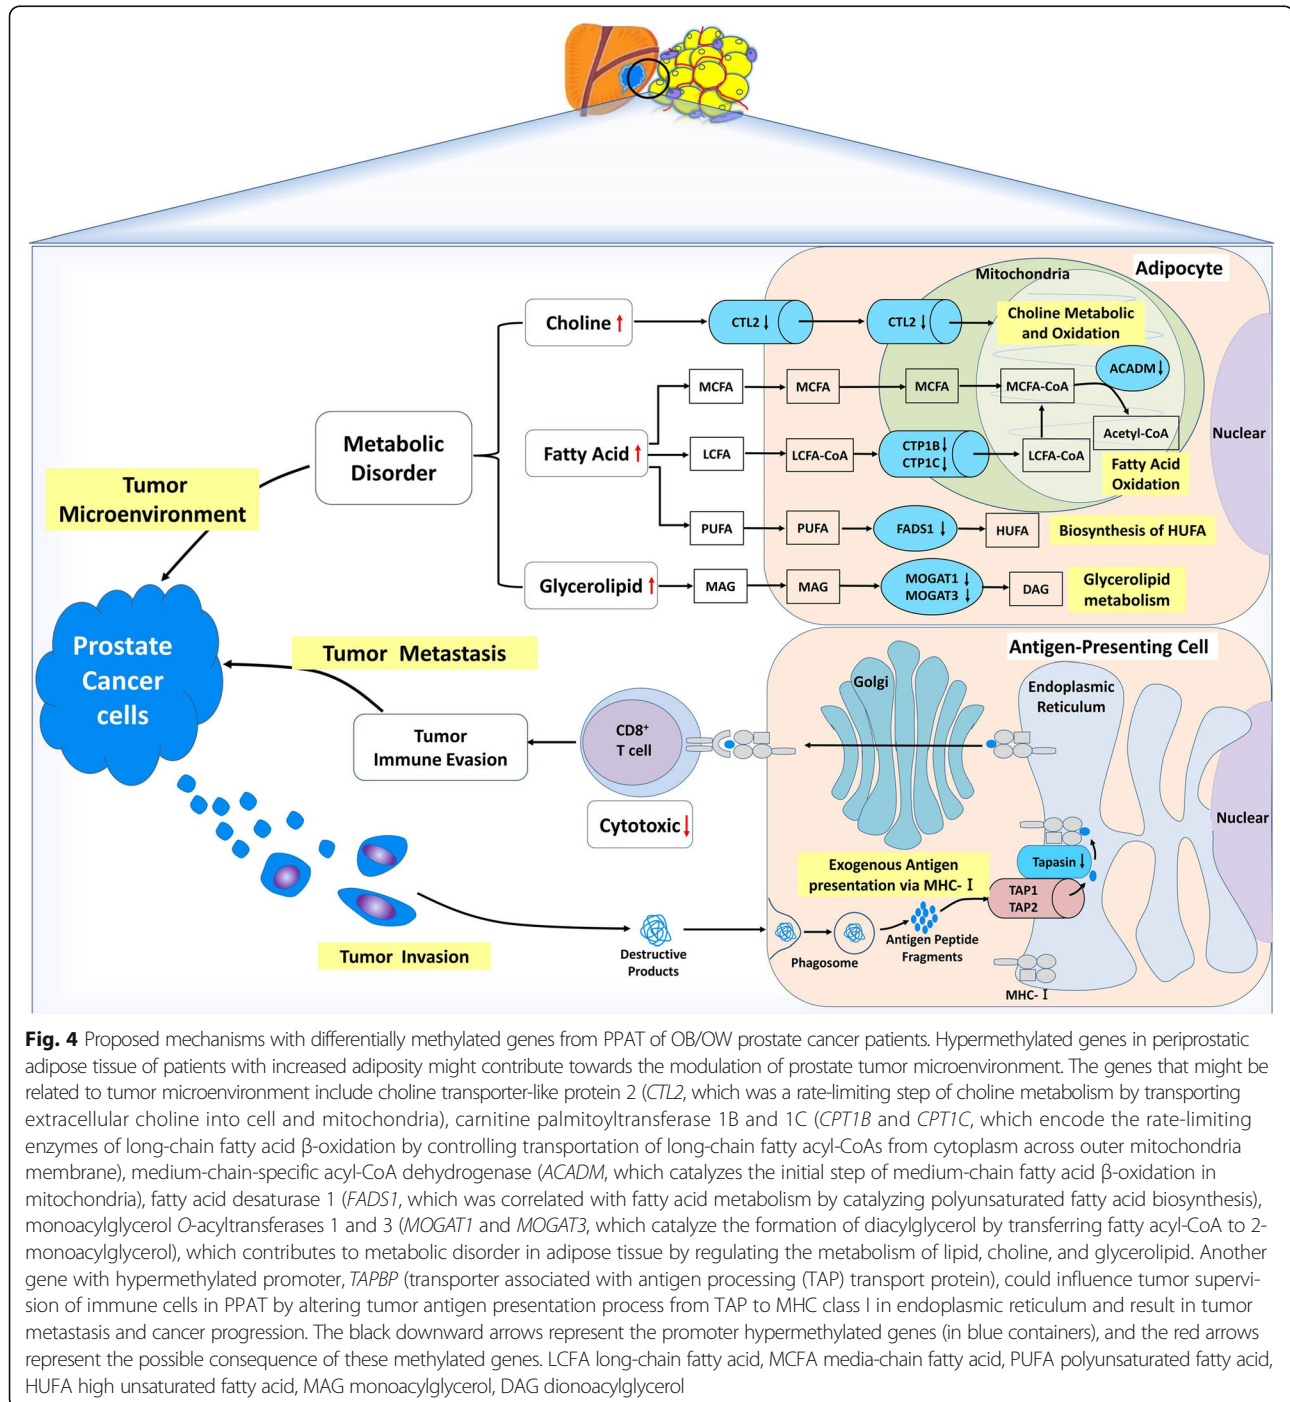 Adipocyte
Mitochondria
Choline ↑
CTL2 ↓
CTL2 ↓
Choline Metabolic
and Oxidation
ACADM ↓
MCFA
MCFA
MCFA
MCFA-CoA
Acetyl-CoA
Nuclear
Metabolic
Disorder
Fatty Acid ↑
LCFA
LCFA-CoA
CTP1B ↓
CTP1C ↓
LCFA-CoA
Fatty Acid
Oxidation
Tumor
Microenvironment
PUFA
PUFA
FADS1 ↓
HUFA
Biosynthesis of HUFA
Glycerolipid ↑
MAG
MAG
MOGAT1 ↓
MOGAT3 ↓
DAG
Glycerolipid
metabolism
Prostate
Cancer
cells
Tumor Metastasis
Antigen-Presenting Cell
Golgi
Endoplasmic
Reticulum
CD8⁺
T cell
Tumor
Immune Evasion
Cytotoxic ↓
Nuclear
Exogenous Antigen
presentation via MHC- I
Tapasin ↓
TAP1
TAP2
Tumor Invasion
Destructive
Products
Phagosome
Antigen Peptide
Fragments
MHC- I
Fig. 4 Proposed mechanisms with differentially methylated genes from PPAT of OB/OW prostate cancer patients. Hypermethylated genes in periprostatic
adipose tissue of patients with increased adiposity might contribute towards the modulation of prostate tumor microenvironment. The genes that might be
related to tumor microenvironment include choline transporter-like protein 2 (CTL2, which was a rate-limiting step of choline metabolism by transporting
extracellular choline into cell and mitochondria), carnitine palmitoyltransferase 1B and 1C (CPT1B and CPT1C, which encode the rate-limiting
enzymes of long-chain fatty acid β-oxidation by controlling transportation of long-chain fatty acyl-CoAs from cytoplasm across outer mitochondria
membrane), medium-chain-specific acyl-CoA dehydrogenase (ACADM, which catalyzes the initial step of medium-chain fatty acid β-oxidation in
mitochondria), fatty acid desaturase 1 (FADS1, which was correlated with fatty acid metabolism by catalyzing polyunsaturated fatty acid biosynthesis),
monoacylglycerol O-acyltransferases 1 and 3 (MOGAT1 and MOGAT3, which catalyze the formation of diacylglycerol by transferring fatty acyl-CoA to 2-
monoacylglycerol), which contributes to metabolic disorder in adipose tissue by regulating the metabolism of lipid, choline, and glycerolipid. Another
gene with hypermethylated promoter, TAPBP (transporter associated with antigen processing (TAP) transport protein), could influence tumor supervi-
sion of immune cells in PPAT by altering tumor antigen presentation process from TAP to MHC class I in endoplasmic reticulum and result in tumor
metastasis and cancer progression. The black downward arrows represent the promoter hypermethylated genes (in blue containers), and the red arrows
represent the possible consequence of these methylated genes. LCFA long-chain fatty acid, MCFA media-chain fatty acid, PUFA polyunsaturated fatty acid,
HUFA high unsaturated fatty acid, MAG monoacylglycerol, DAG dionoacylglycerol